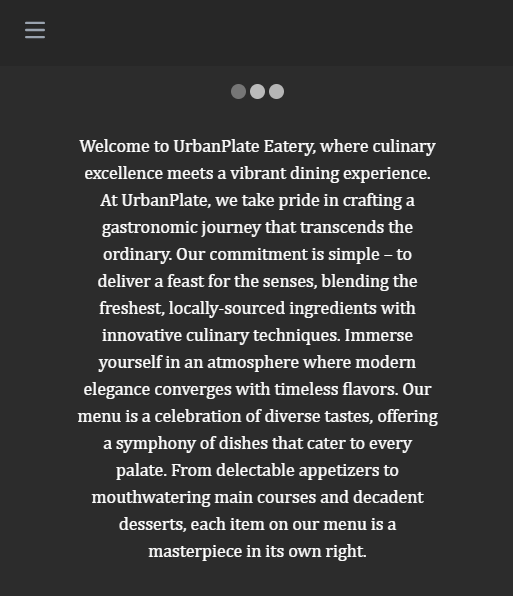 Welcome to UrbanPlate Eatery, where culinary
excellence meets a vibrant dining experience.
At UrbanPlate, we take pride in crafting a
gastronomic journey that transcends the
ordinary. Our commitment is simple – to
deliver a feast for the senses, blending the
freshest, locally-sourced ingredients with
innovative culinary techniques. Immerse
yourself in an atmosphere where modern
elegance converges with timeless flavors. Our
menu is a celebration of diverse tastes, offering
a symphony of dishes that cater to every
palate. From delectable appetizers to
mouthwatering main courses and decadent
desserts, each item on our menu is a
masterpiece in its own right.